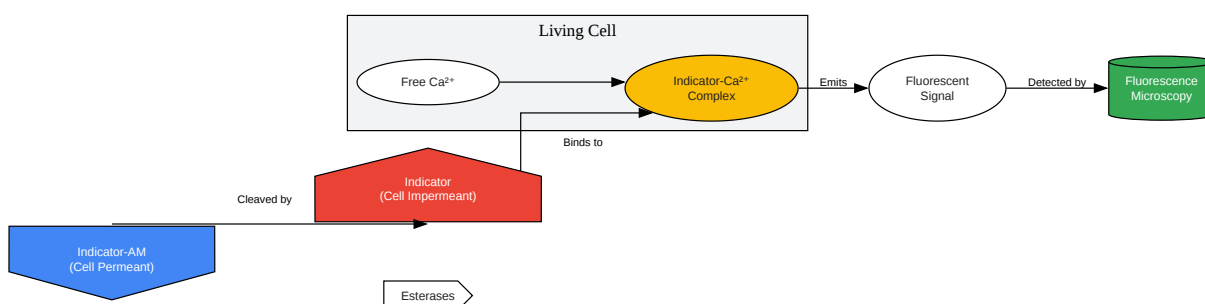 Living Cell
Free Ca²⁺
Indicator-Ca²⁺
Complex
Emits
Fluorescent
Signal
Detected by
Fluorescence
Microscopy
Binds to
Indicator
(Cell Impermeant)
Cleaved by
Indicator-AM
(Cell Permeant)
Esterases